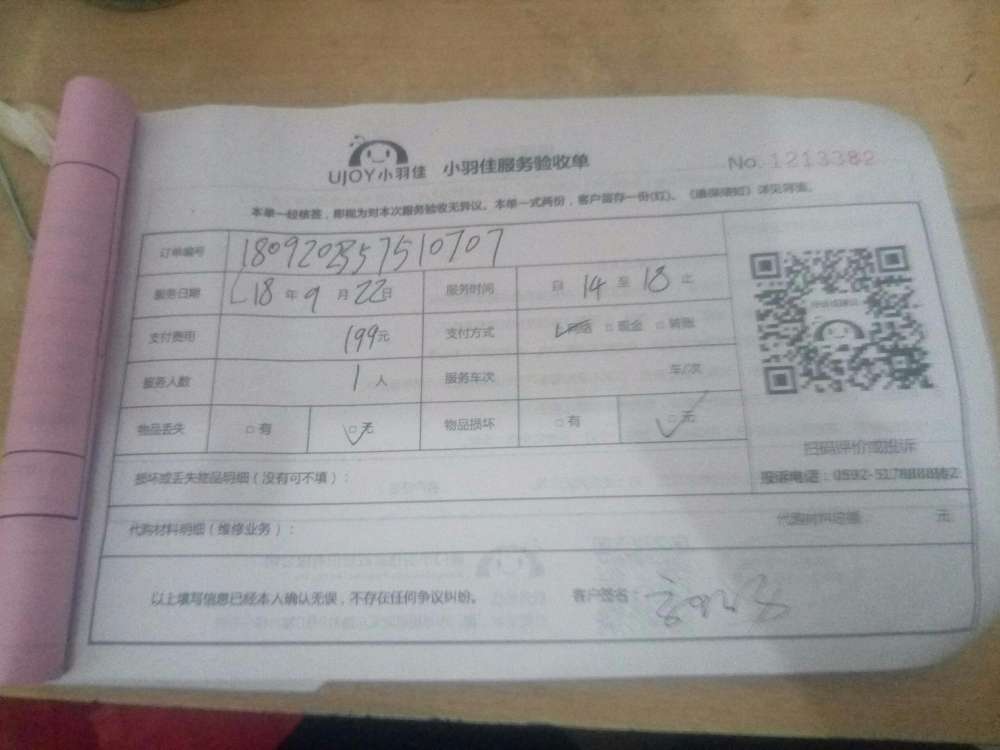 UJOY小羽佳 小羽佳服务验收单 No. 1213382
本单一经核签，即视为对本次服务验收无异议。本单一式两份，客户留存一份(红)。
订单编号
服务日期 18 年 9 月 22 日 服务时间 自 14 至 18 止
支付费用 199元 支付方式 □ 网络 □ 现金 □ 转账
服务人数 1 人 服务车次 车/次
物品丢失 □ 有 □ 无 物品损坏 □ 有 □ 无
扫码评价或投诉
损坏或丢失物品明细（没有可不填）：
代购材料明细（维修业务）： 代购材料总额 元
以上填写信息已经本人确认无误，不存在任何争议纠纷。 客户签名：